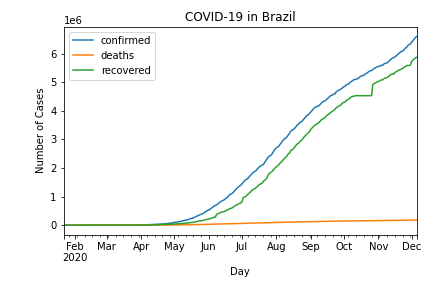 COVID-19 in Brazil
1e6
confirmed
deaths
recovered
6
5
4
3
2
1
0
Number of Cases
Feb Mar Apr May Jun Jul Aug Sep Oct Nov Dec
2020
Day